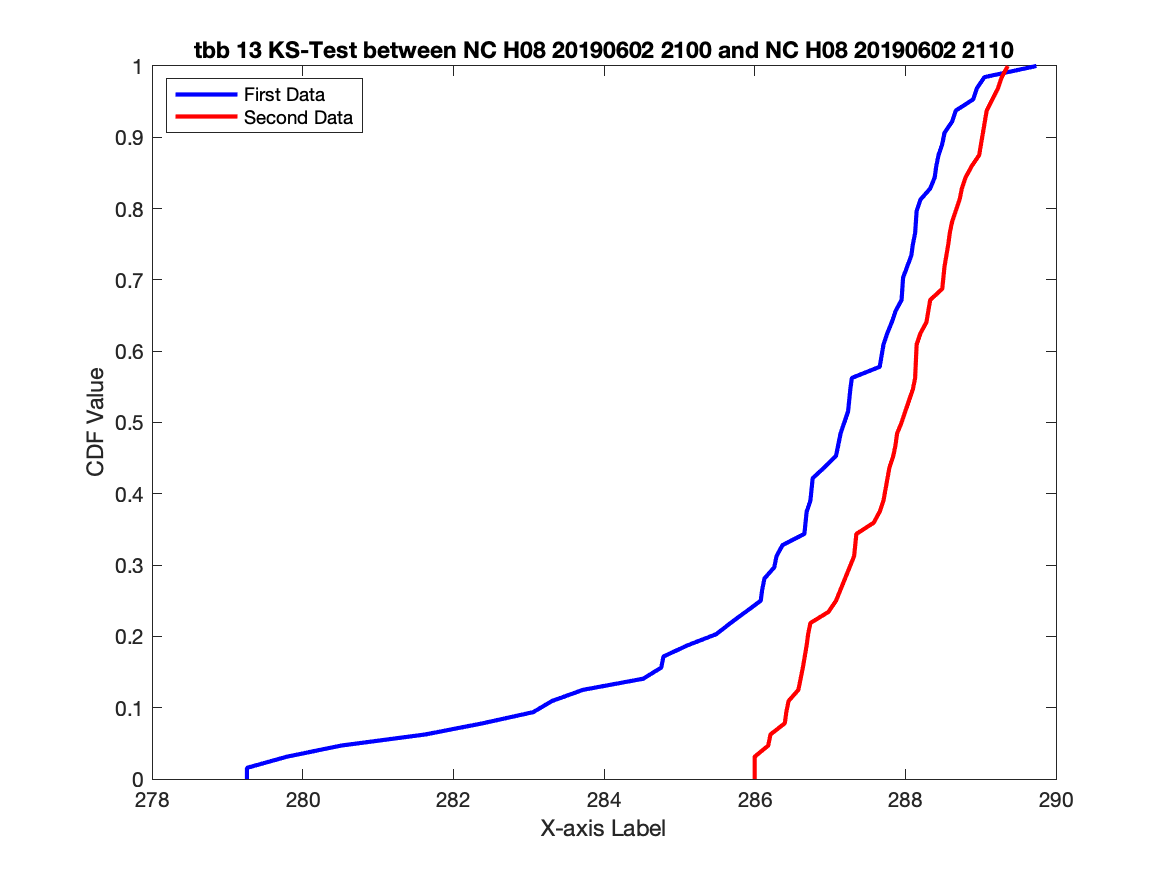 tbb 13 KS-Test between NC H08 20190602 2100 and NC H08 20190602 2110
First Data
Second Data
1
0.9
0.8
0.7
0.6
0.5
0.4
0.3
0.2
0.1
0
CDF Value
278 280 282 284 286 288 290
X-axis Label